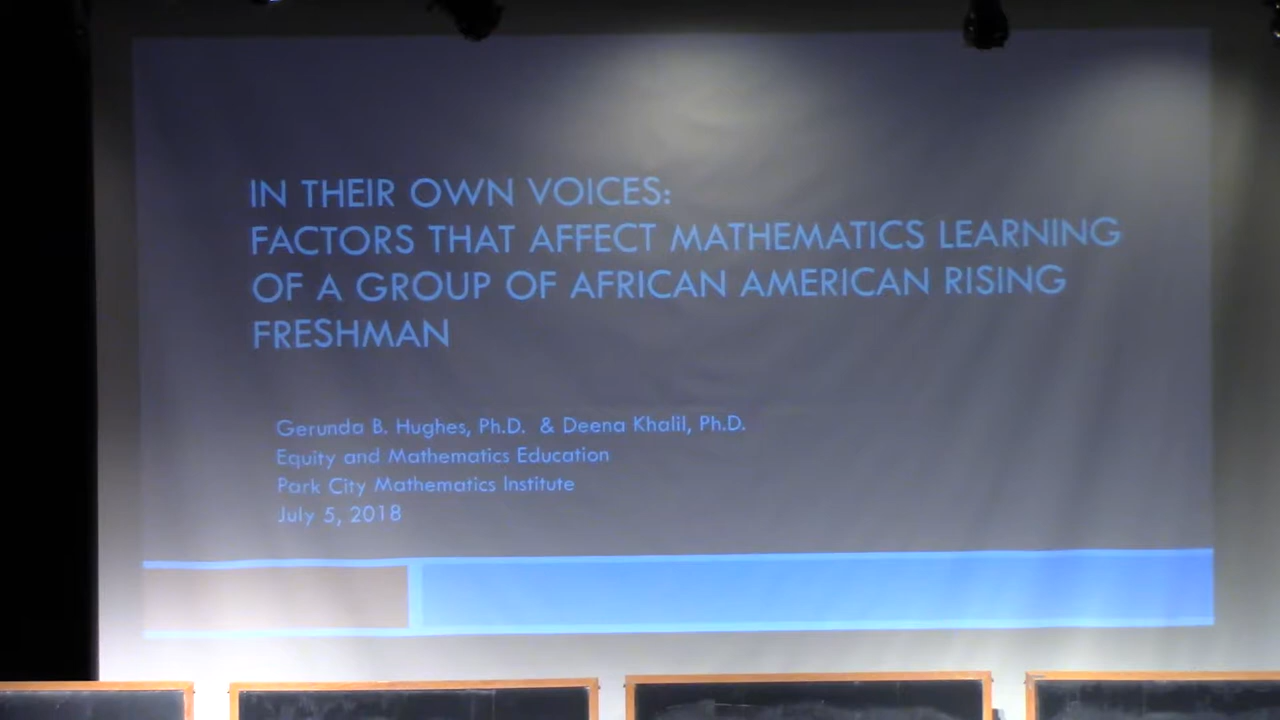 IN THEIR OWN VOICES:
FACTORS THAT AFFECT MATHEMATICS LEARNING
OF A GROUP OF AFRICAN AMERICAN RISING
FRESHMAN
Gerunda B. Hughes, Ph.D. & Deena Khalil, Ph.D.
Equity and Mathematics Education
Park City Mathematics Institute
July 5, 2018